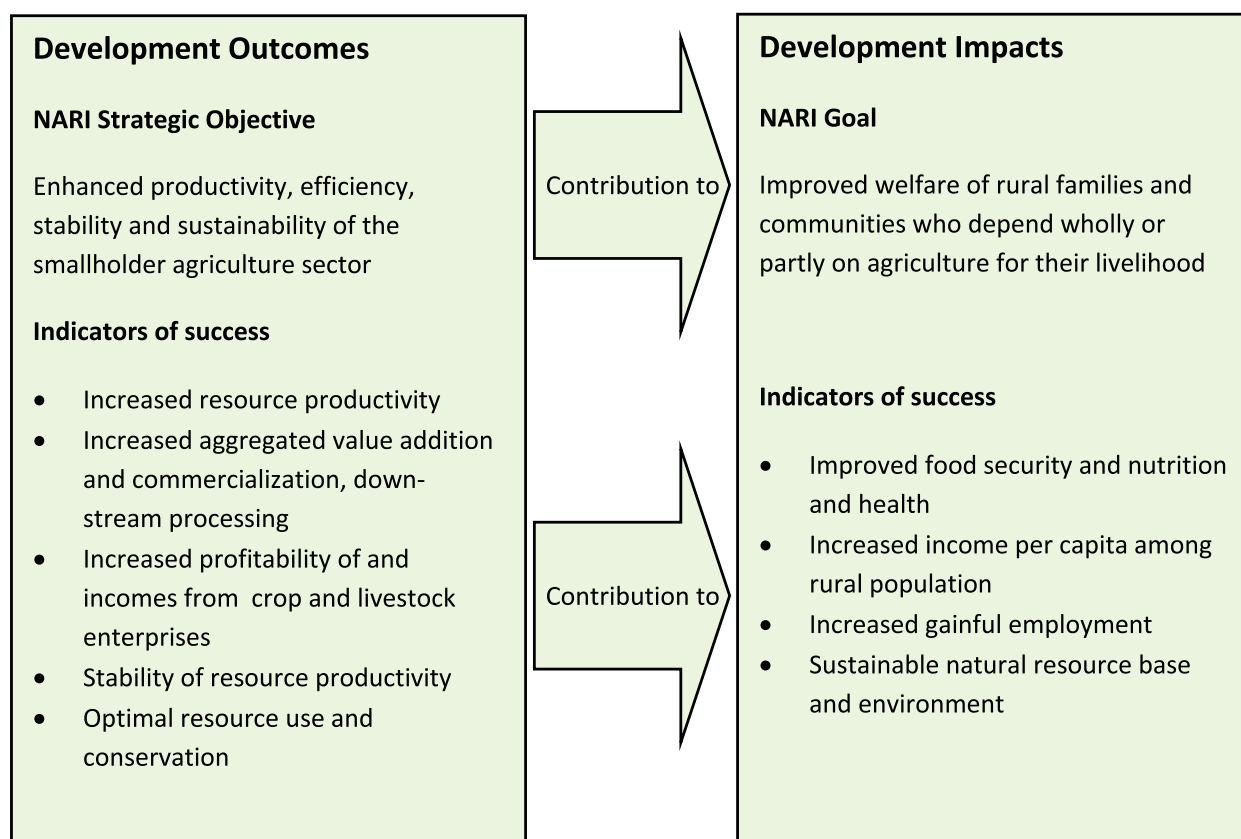 Development Outcomes
NARI Strategic Objective
Enhanced productivity, efficiency,
stability and sustainability of the
smallholder agriculture sector
Indicators of success
• Increased resource productivity
• Increased aggregated value addition
and commercialization, down-
stream processing
• Increased profitability of and
incomes from  crop and livestock
enterprises
• Stability of resource productivity
• Optimal resource use and
conservation
Contribution to
Contribution to
Development Impacts
NARI Goal
Improved welfare of rural families and
communities who depend wholly or
partly on agriculture for their livelihood
Indicators of success
• Improved food security and nutrition
and health
• Increased income per capita among
rural population
• Increased gainful employment
• Sustainable natural resource base
and environment